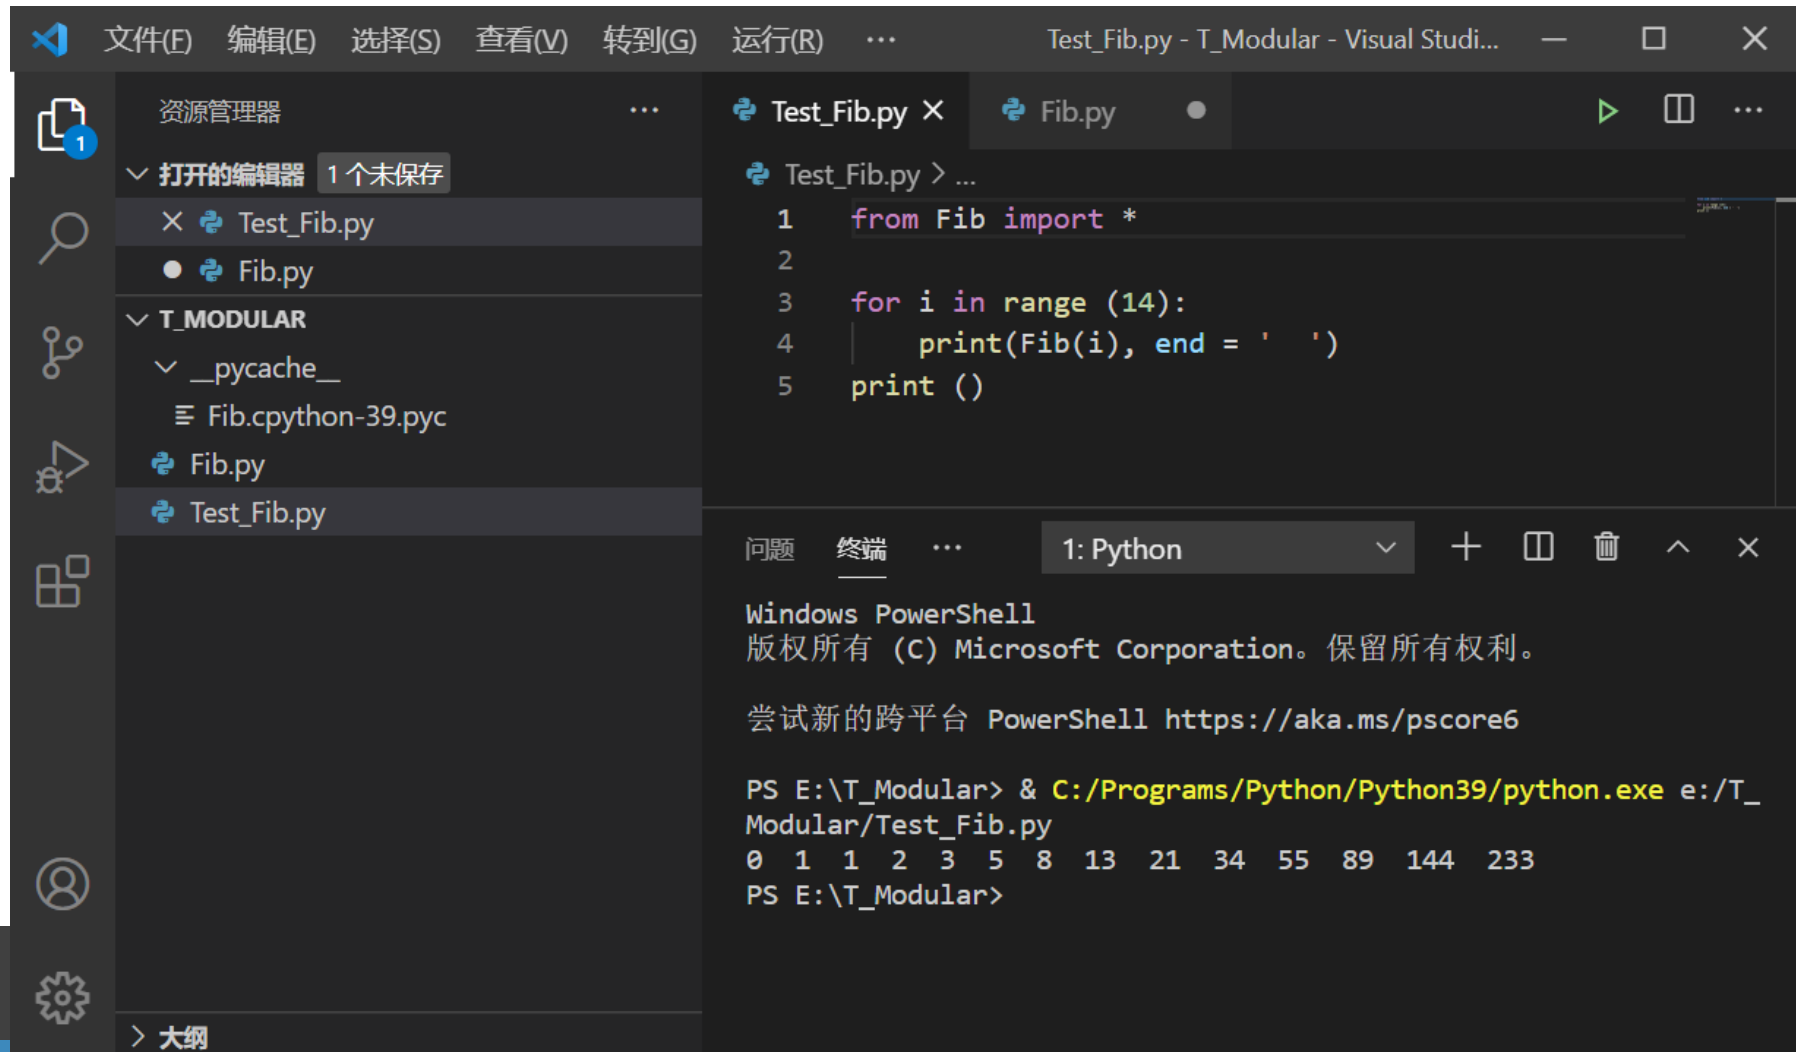 文件(F) 编辑(E) 选择(S) 查看(V) 转到(G) 运行(R) ··· Test_Fib.py - T_Modular - Visual Studi...
资源管理器 ···
1
打开的编辑器 1 个未保存
Test_Fib.py
Fib.py
T_MODULAR
__pycache__
Fib.cpython-39.pyc
Fib.py
Test_Fib.py
大纲
Test_Fib.py Fib.py ···
Test_Fib.py > ...
1 from Fib import *
2
3 for i in range (14):
4     print(Fib(i), end = '  ')
5 print ()
问题 终端 ··· 1: Python
Windows PowerShell
版权所有 (C) Microsoft Corporation。保留所有权利。
尝试新的跨平台 PowerShell https://aka.ms/pscore6
PS E:\T_Modular> & C:/Programs/Python/Python39/python.exe e:/T_
Modular/Test_Fib.py
0  1  1  2  3  5  8  13  21  34  55  89  144  233
PS E:\T_Modular>